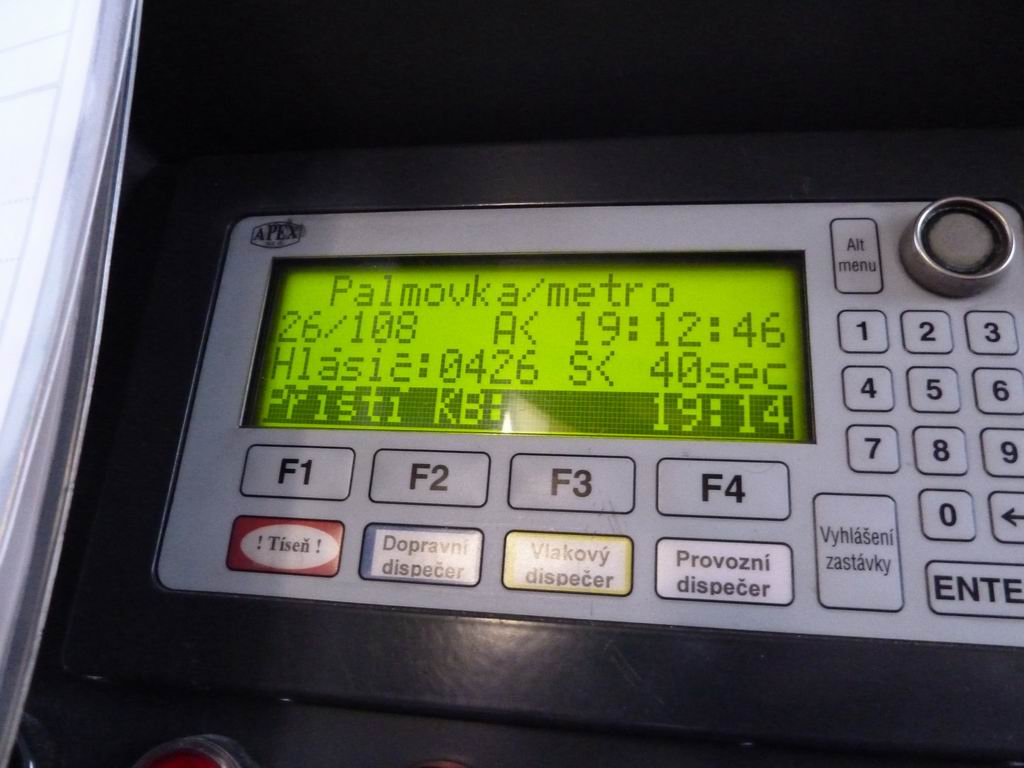 APEX
Palmovka/metro
26/108 A< 19:12:46
Hlásič:0426 S< 40sec
Příští KB: 19:14
Alt
menu
1 2 3
4 5 6
7 8 9
0 ←
F1 F2 F3 F4
! Tíseň !
Dopravní
dispečer
Vlakový
dispečer
Provozní
dispečer
Vyhlášení
zastávky
ENTE